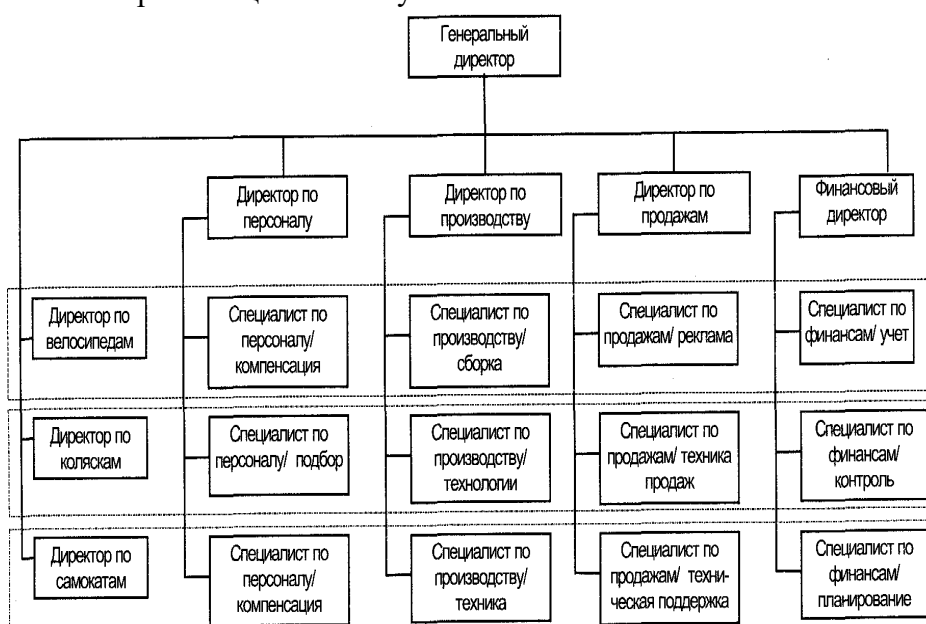 Генеральный
директор
Директор по
персоналу
Директор по
производству
Директор по
продажам
Финансовый
директор
Директор по
велосипедам
Специалист по
персоналу/
компенсация
Специалист по
производству/
сборка
Специалист по
продажам/ реклама
Специалист по
финансам/ учет
Директор по
коляскам
Специалист по
персоналу/ подбор
Специалист по
производству/
технологии
Специалист по
продажам/ техника
продаж
Специалист по
финансам/
контроль
Директор по
самокатам
Специалист по
персоналу/
компенсация
Специалист по
производству/
техника
Специалист по
продажам/ техни-
ческая поддержка
Специалист по
финансам/
планирование